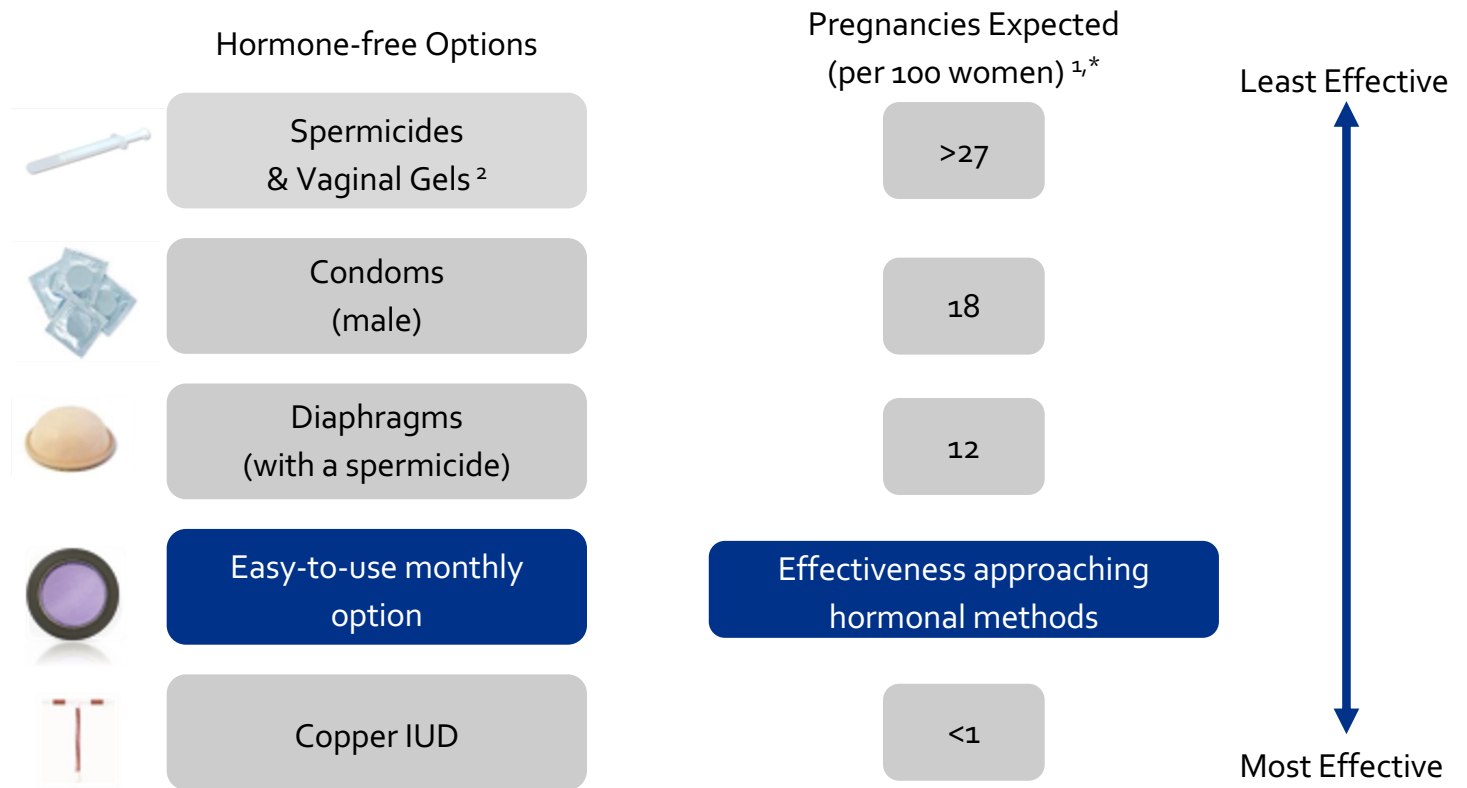 Hormone-free Options
Pregnancies Expected
(per 100 women) 1,*
Least Effective
Spermicides
& Vaginal Gels 2
>27
Condoms
(male)
18
Diaphragms
(with a spermicide)
12
Easy-to-use monthly
option
Effectiveness approaching
hormonal methods
Copper IUD
<1
Most Effective